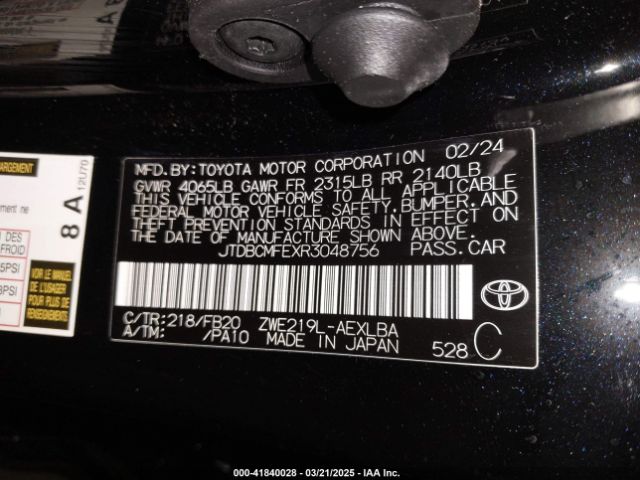 MFD.BY:TOYOTA MOTOR CORPORATION 02/24
GVWR 4065LB GAWR FR 2315LB RR 2140LB
THIS VEHICLE CONFORMS TO ALL APPLICABLE
FEDERAL MOTOR VEHICLE SAFETY, BUMPER, AND
THEFT PREVENTION STANDARDS IN EFFECT ON
THE DATE OF MANUFACTURE SHOWN ABOVE.
JTDBCMFEXR3048756 PASS.CAR
C/TR:218/FB20 ZWE219L-AEXLBA
A/TM: /PA10 MADE IN JAPAN 528 C
TOYOTA
8 A
12U70
VOIR LE MANUEL
DE L'USAGER
POUR PLUS DE
000-41840028 — 03/21/2025 — IAA Inc.